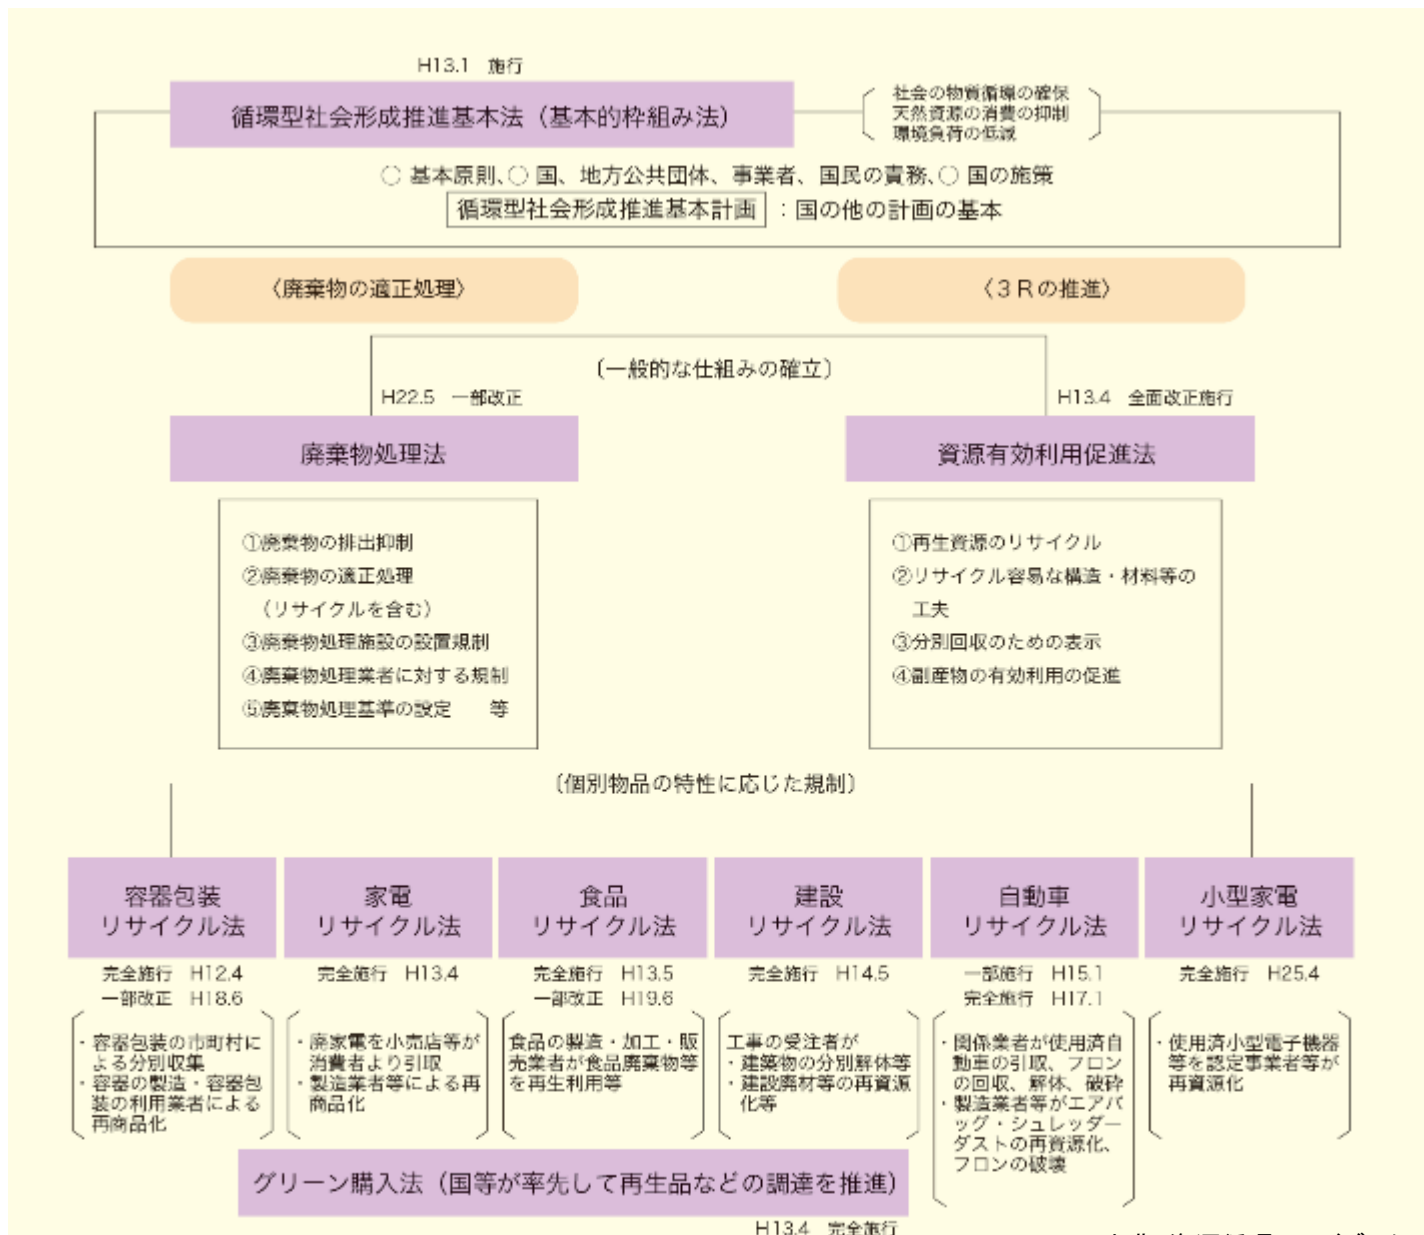 H13.1 施行
循環型社会形成推進基本法（基本的枠組み法）
社会の物質循環の確保
天然資源の消費の抑制
環境負荷の低減
○ 基本原則、○ 国、地方公共団体、事業者、国民の責務、○ 国の施策
循環型社会形成推進基本計画 ：国の他の計画の基本
〈廃棄物の適正処理〉
〈３Ｒの推進〉
〔一般的な仕組みの確立〕
H22.5 一部改正
H13.4 全面改正施行
廃棄物処理法
資源有効利用促進法
①廃棄物の排出抑制
②廃棄物の適正処理
（リサイクルを含む）
③廃棄物処理施設の設置規制
④廃棄物処理業者に対する規制
⑤廃棄物処理基準の設定　等
①再生資源のリサイクル
②リサイクル容易な構造・材料等の
工夫
③分別回収のための表示
④副産物の有効利用の促進
〔個別物品の特性に応じた規制〕
容器包装
リサイクル法
完全施行 H12.4
一部改正 H18.6
・容器包装の市町村に
よる分別収集
・容器の製造・容器包
装の利用業者による
再商品化
家電
リサイクル法
完全施行 H13.4
・廃家電を小売店等が
消費者より引取
・製造業者等による再
商品化
食品
リサイクル法
完全施行 H13.5
一部改正 H19.6
食品の製造・加工・販
売業者が食品廃棄物等
を再生利用等
建設
リサイクル法
完全施行 H14.5
工事の受注者が
・建築物の分別解体等
・建設廃材等の再資源
化等
自動車
リサイクル法
一部施行 H15.1
完全施行 H17.1
・関係業者が使用済自
動車の引取、フロン
の回収、解体、破砕
・製造業者等がエアバ
ッグ・シュレッダー
ダストの再資源化、
フロンの破壊
小型家電
リサイクル法
完全施行 H25.4
・使用済小型電子機器
等を認定事業者等が
再資源化
グリーン購入法（国等が率先して再生品などの調達を推進）
H13.4 完全施行